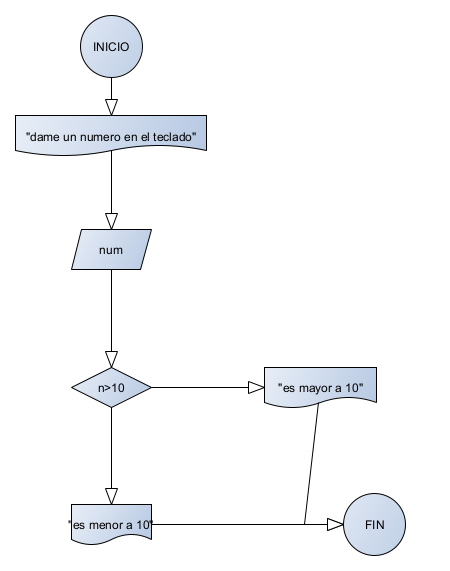 INICIO
"dame un numero en el teclado"
num
n>10
"es mayor a 10"
"es menor a 10"
FIN